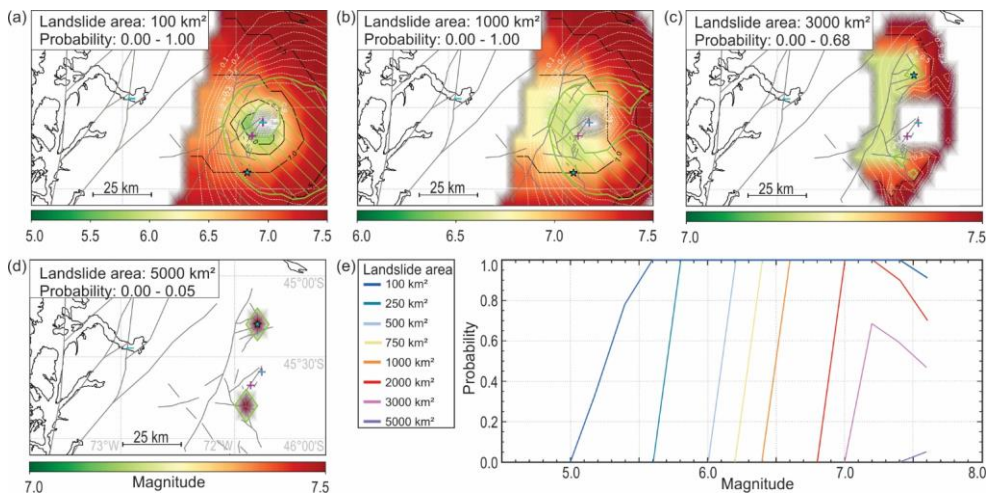 (a)
Landslide area: 100 km²
Probability: 0.00 - 1.00
25 km
5.0 5.5 6.0 6.5 7.0 7.5
(b)
Landslide area: 1000 km²
Probability: 0.00 - 1.00
25 km
6.0 6.5 7.0 7.5
(c)
Landslide area: 3000 km²
Probability: 0.00 - 0.68
25 km
7.0 7.5
(d)
Landslide area: 5000 km²
Probability: 0.00 - 0.05
45°00'S
45°30'S
46°00'S
73°W
72°W
25 km
7.0 Magnitude 7.5
(e)
Landslide area
100 km²
250 km²
500 km²
750 km²
1000 km²
2000 km²
3000 km²
5000 km²
Probability
1.0
0.8
0.6
0.4
0.2
0.0
5.0 5.5 6.0 6.5 7.0 7.5 8.0
Magnitude